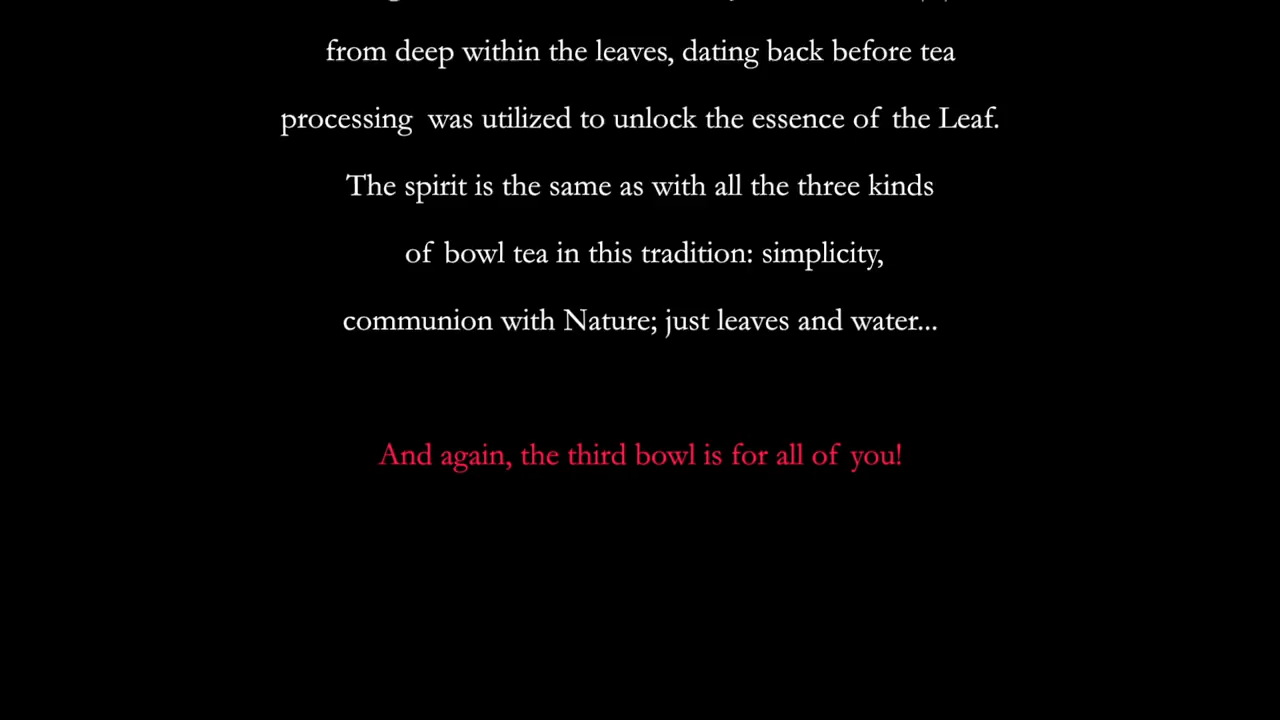 from deep within the leaves, dating back before tea
processing was utilized to unlock the essence of the Leaf.
The spirit is the same as with all the three kinds
of bowl tea in this tradition: simplicity,
communion with Nature; just leaves and water...
And again, the third bowl is for all of you!